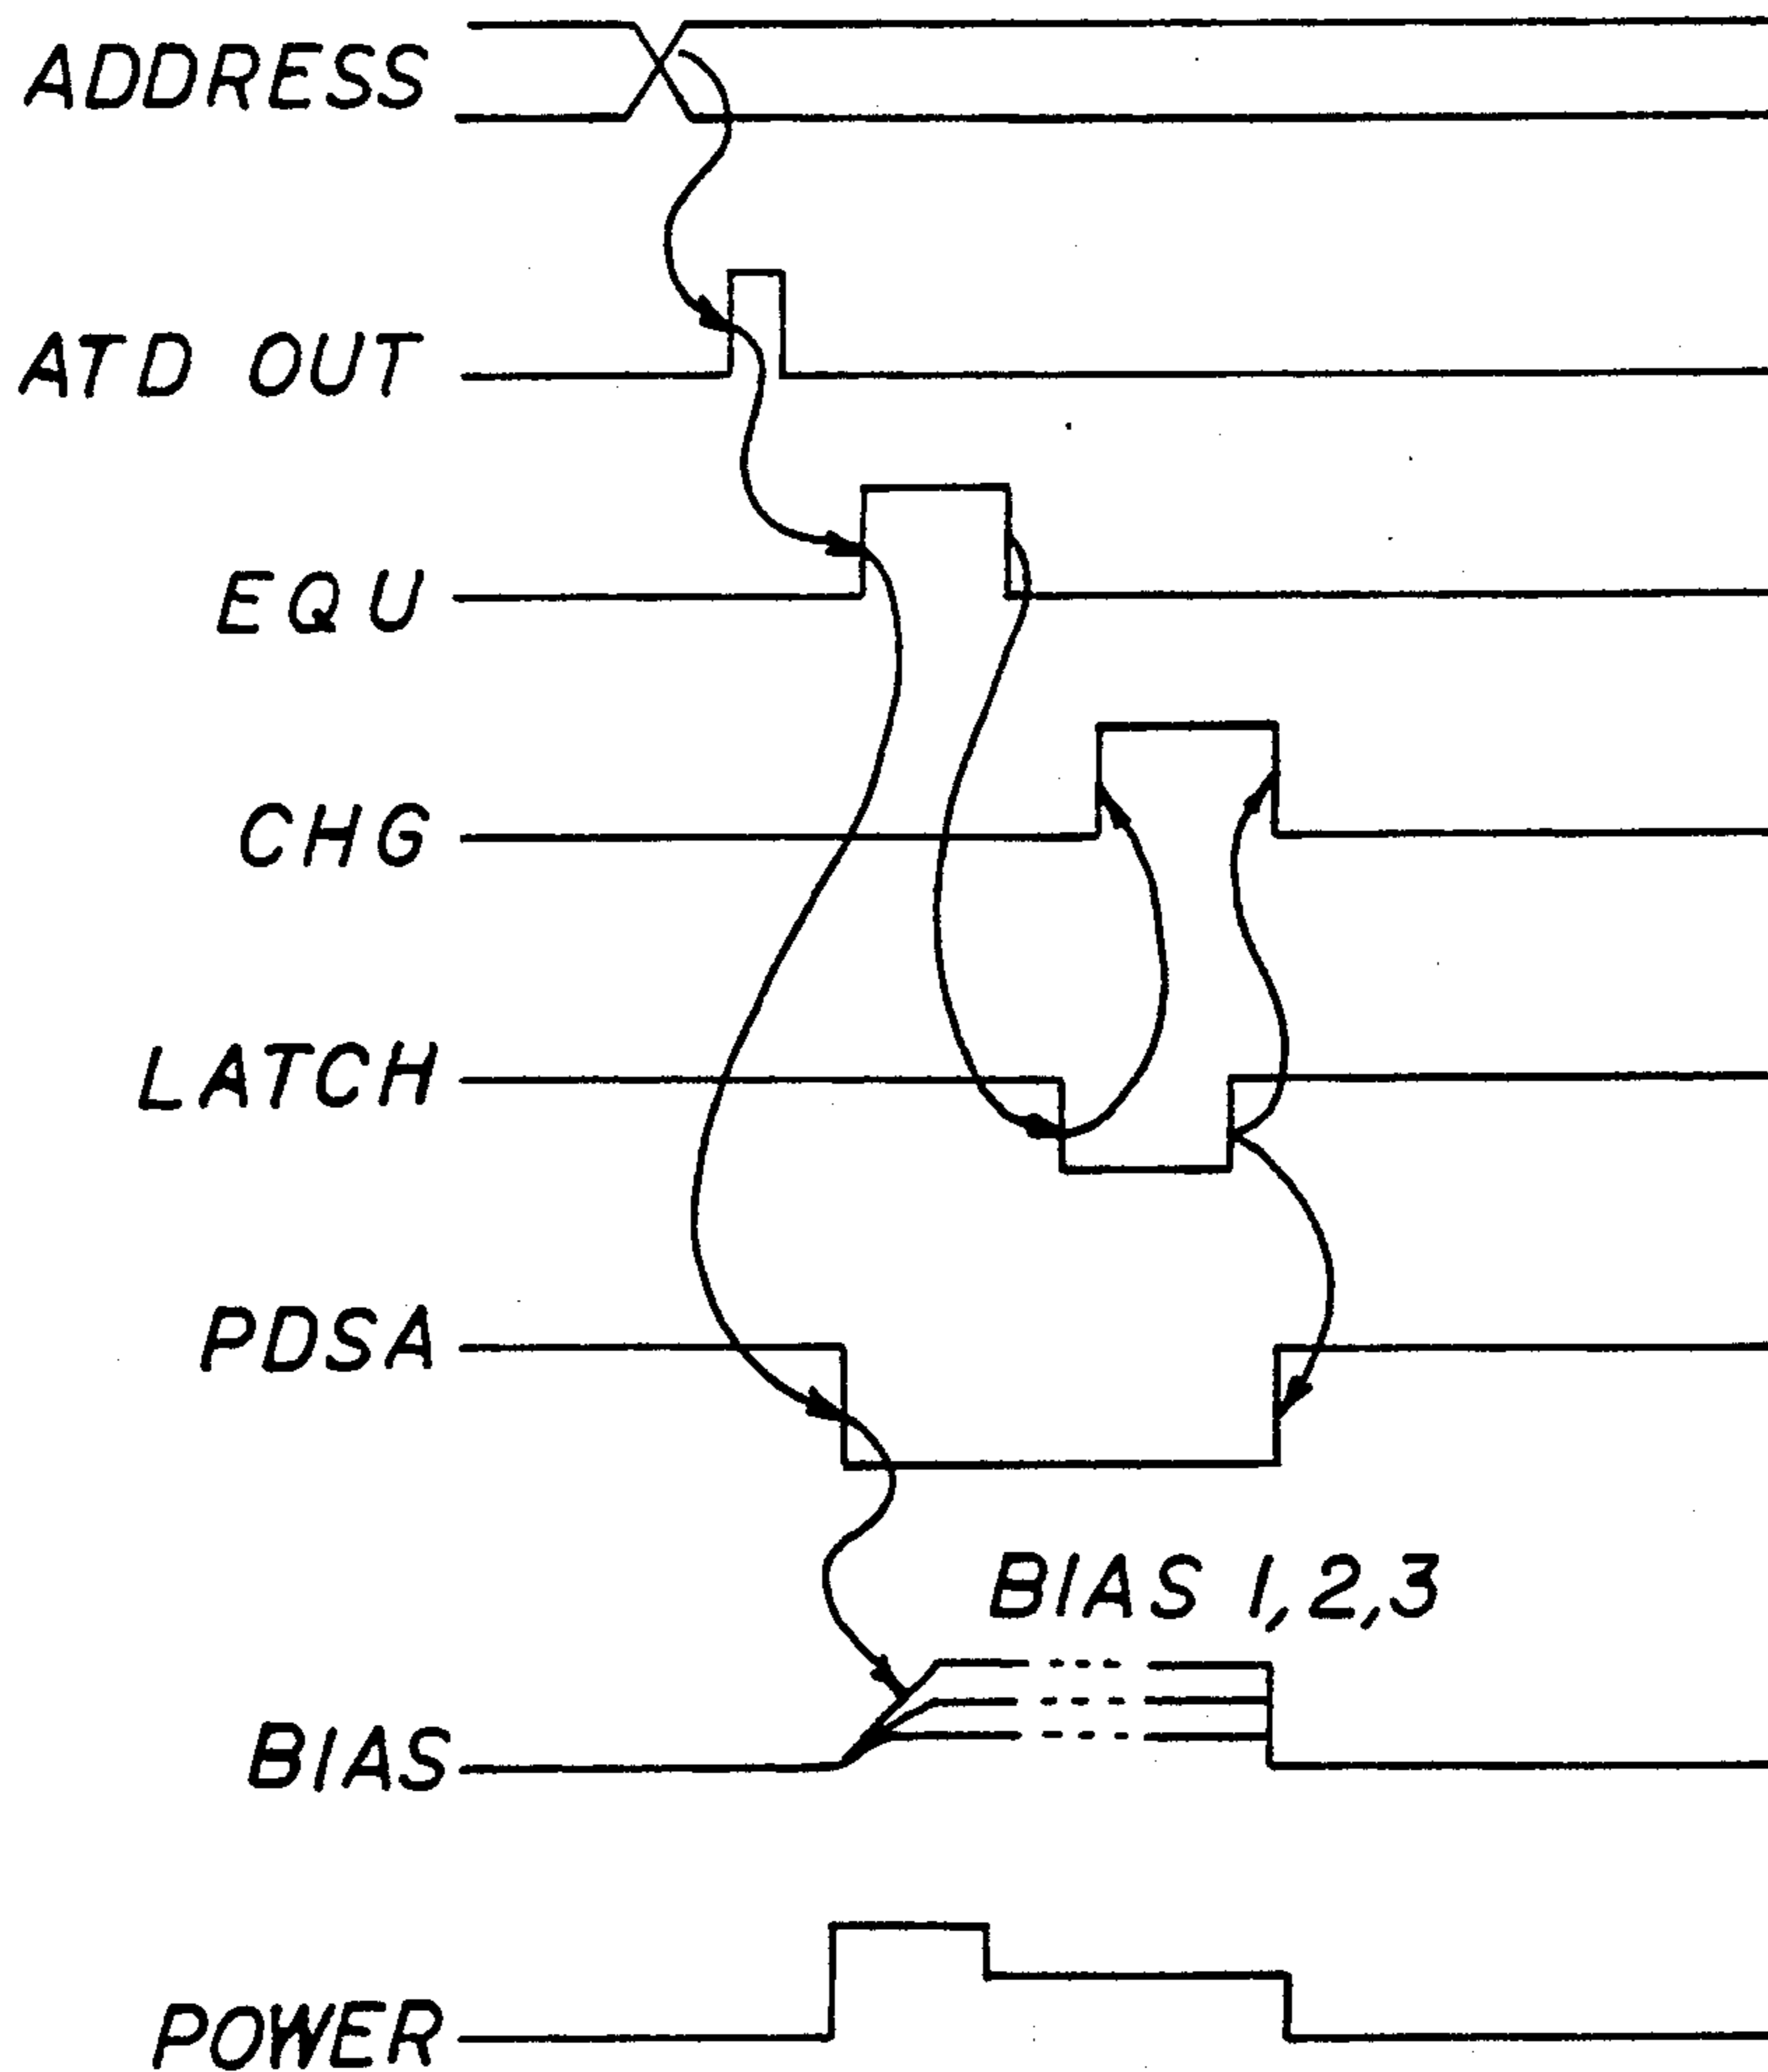 ADDRESS
ATD OUT
EQU
CHG
LATCH
PDSA
BIAS 1,2,3
BIAS
POWER